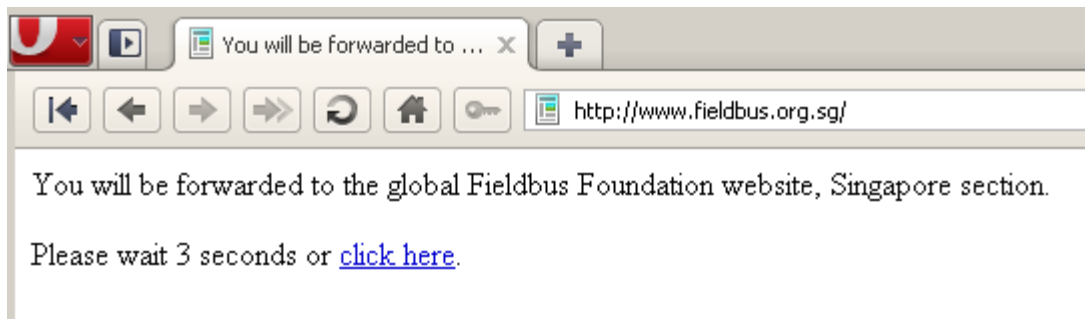 You will be forwarded to ...
http://www.fieldbus.org.sg/
You will be forwarded to the global Fieldbus Foundation website, Singapore section.
Please wait 3 seconds or click here.